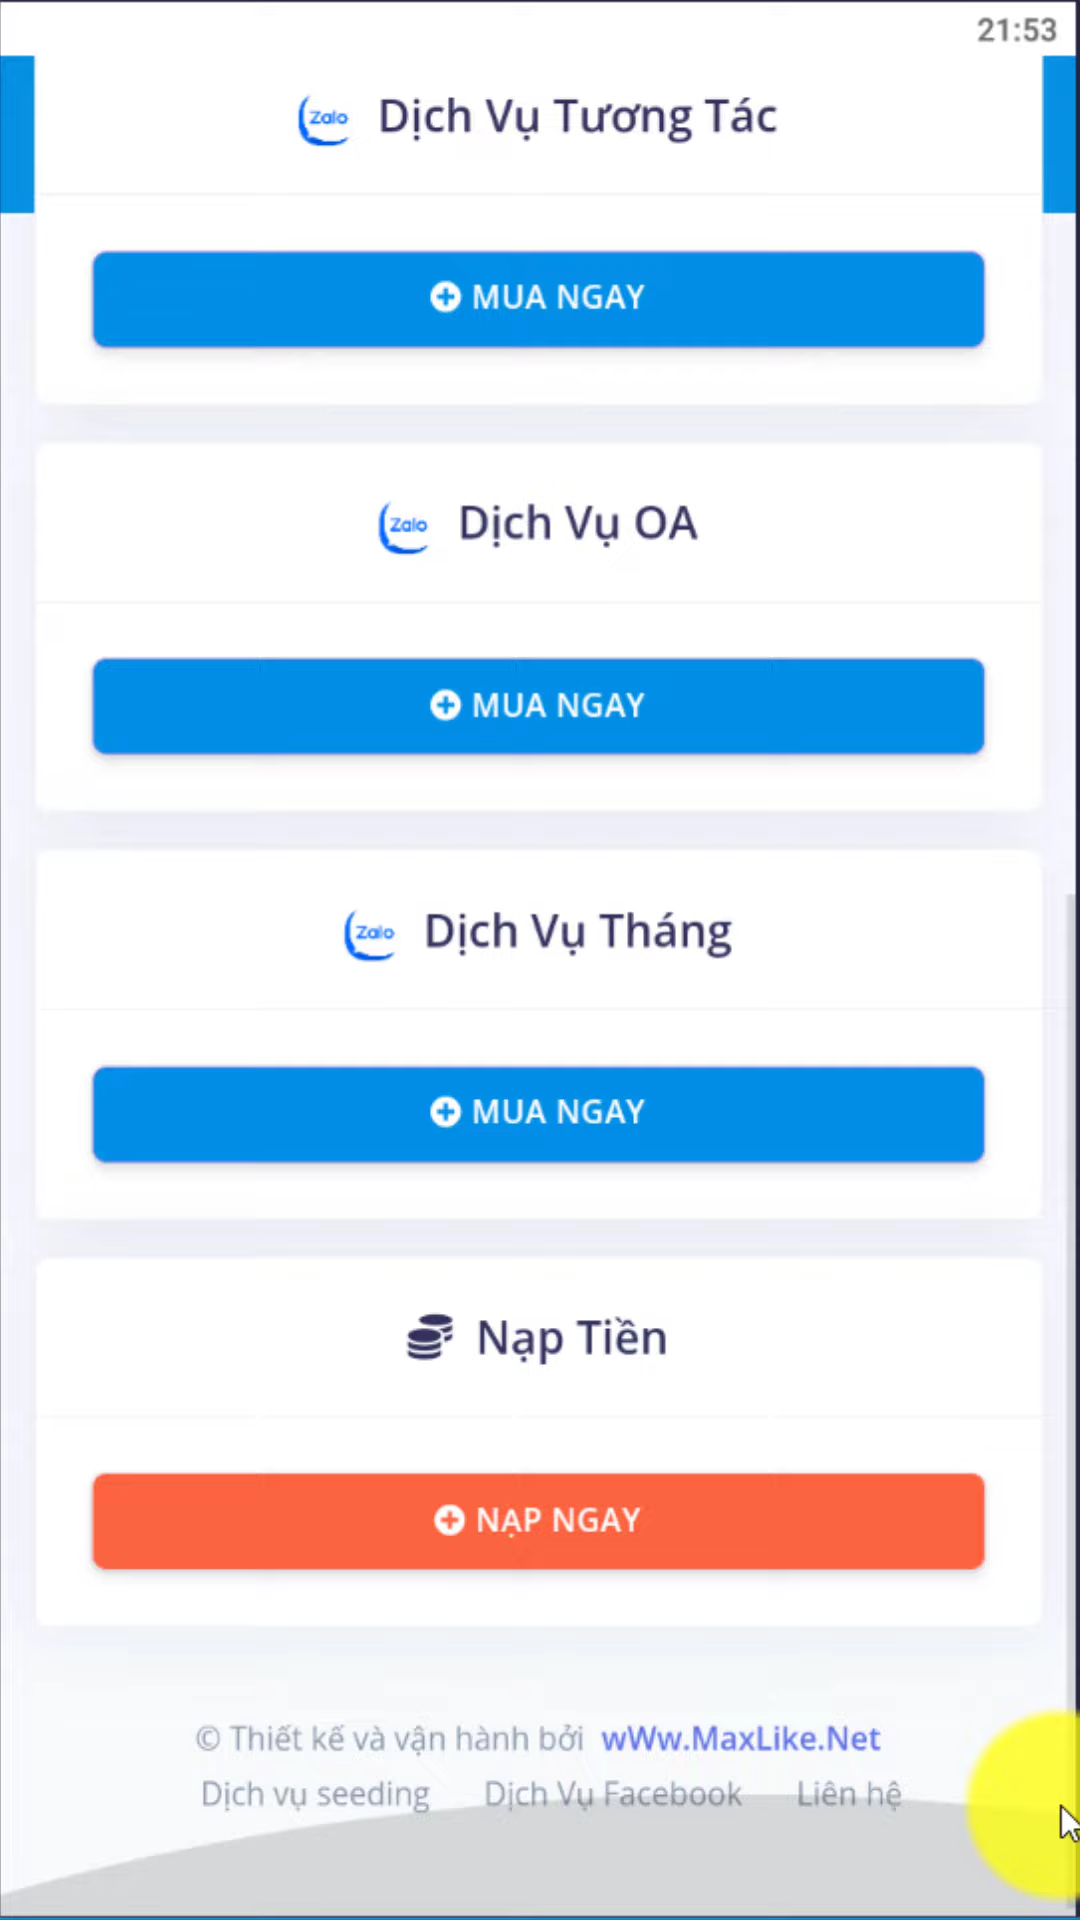 21:53
Zalo Dịch Vụ Tương Tác
MUA NGAY
Zalo Dịch Vụ OA
MUA NGAY
Zalo Dịch Vụ Tháng
MUA NGAY
Nạp Tiền
NẠP NGAY
© Thiết kế và vận hành bởi wWw.MaxLike.Net
Dịch vụ seeding Dịch Vụ Facebook Liên hệ